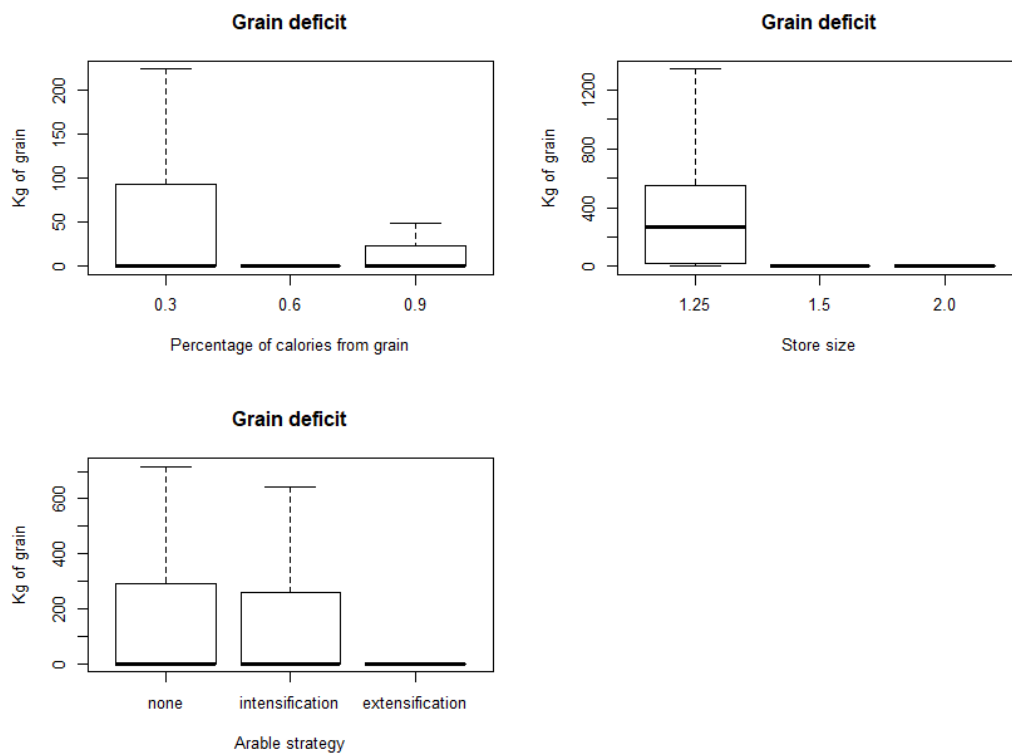 Grain deficit
Kg of grain
200
150
100
50
0
0.3 0.6 0.9
Percentage of calories from grain
Grain deficit
Kg of grain
1200
800
400
0
1.25 1.5 2.0
Store size
Grain deficit
Kg of grain
600
400
200
0
none intensification extensification
Arable strategy